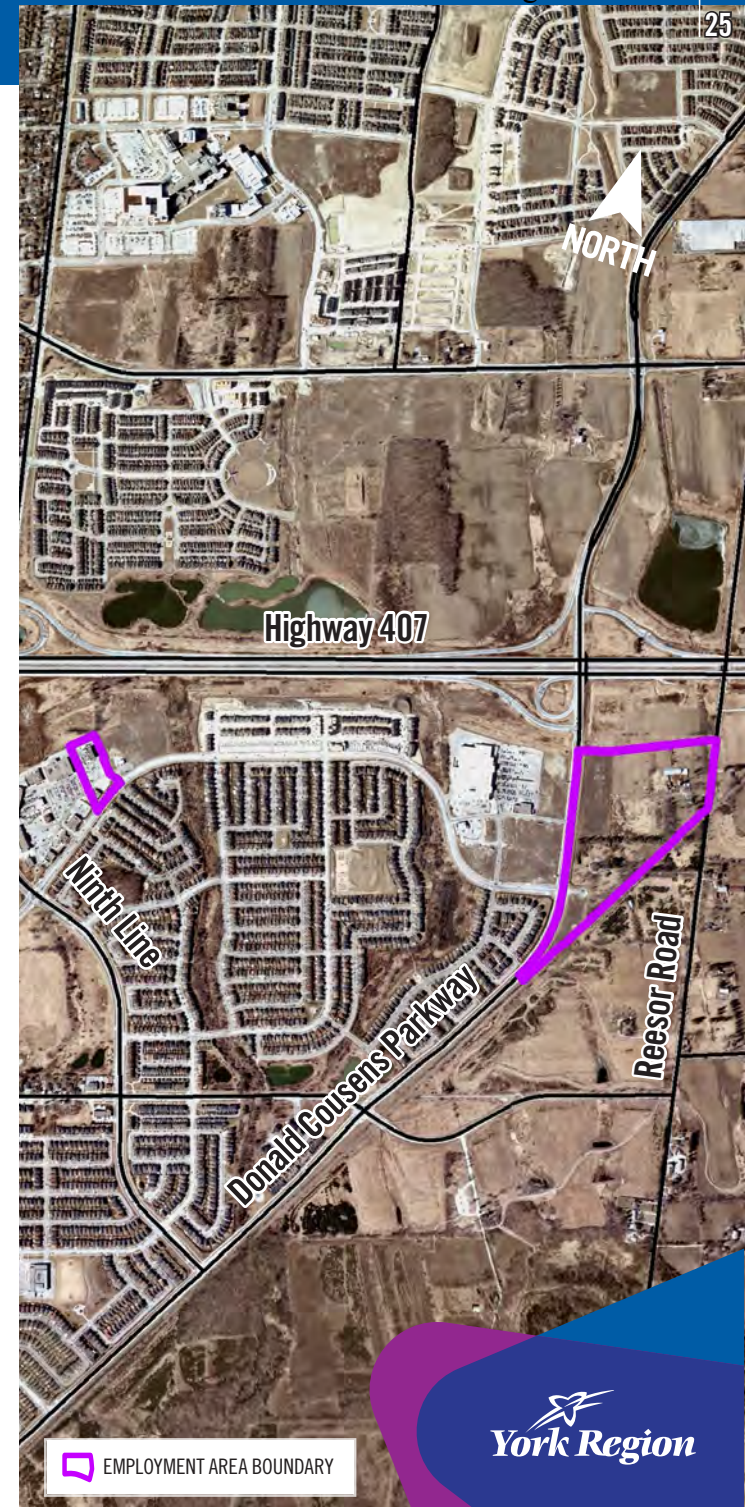 25
NORTH
Highway 407
Ninth Line
Donald Cousens Parkway
Reesor Road
EMPLOYMENT AREA BOUNDARY
York Region